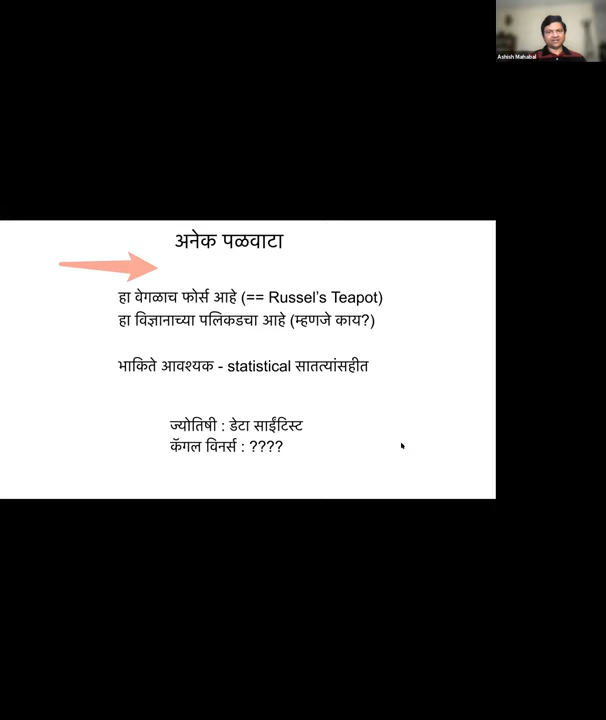 Ashish Mahabal
अनेक पळवाटा
हा वेगळाच फोर्स आहे (== Russel's Teapot)
हा विज्ञानाच्या पलिकडचा आहे (म्हणजे काय?)
भाकिते आवश्यक - statistical सातत्यांसहीत
ज्योतिषी : डेटा साईंटिस्ट
कॅगल विनर्स : ????